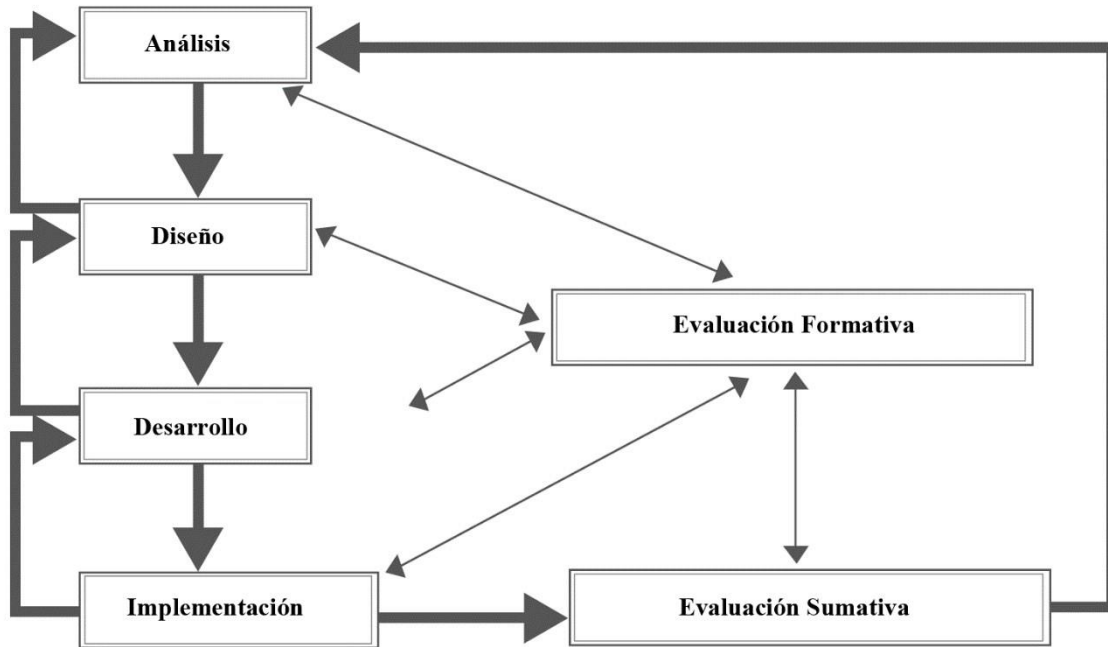 Análisis
Diseño
Evaluación Formativa
Desarrollo
Implementación
Evaluación Sumativa